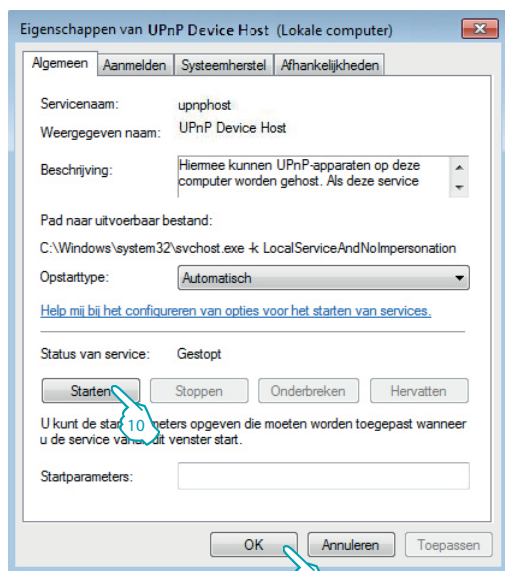 Eigenschappen van UPnP Device Host (Lokale computer)
Algemeen Aanmelden Systeemherstel Afhankelijkheden
Servicenaam: upnphost
Weergegeven naam: UPnP Device Host
Beschrijving: Hiermee kunnen UPnP-apparaten op deze
computer worden gehost. Als deze service
Pad naar uitvoerbaar bestand:
C:\Windows\system32\svchost.exe -k LocalServiceAndNoImpersonation
Opstarttype: Automatisch
Help mij bij het configureren van opties voor het starten van services.
Status van service: Gestopt
Starten Stoppen Onderbreken Hervatten
10
U kunt de opgeven die moeten worden toegepast wanneer
u de service dit venster start.
Startparameters:
OK Annuleren Toepassen